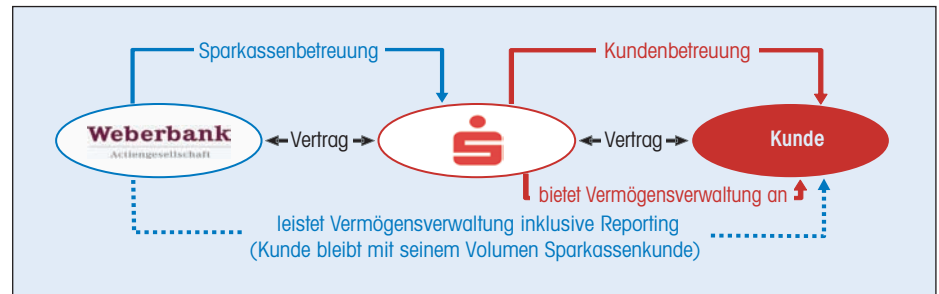 Sparkassenbetreuung
Kundenbetreuung
Weberbank
Actiengesellschaft
Vertrag
Vertrag
Kunde
bietet Vermögensverwaltung an
leistet Vermögensverwaltung inklusive Reporting
(Kunde bleibt mit seinem Volumen Sparkassenkunde)